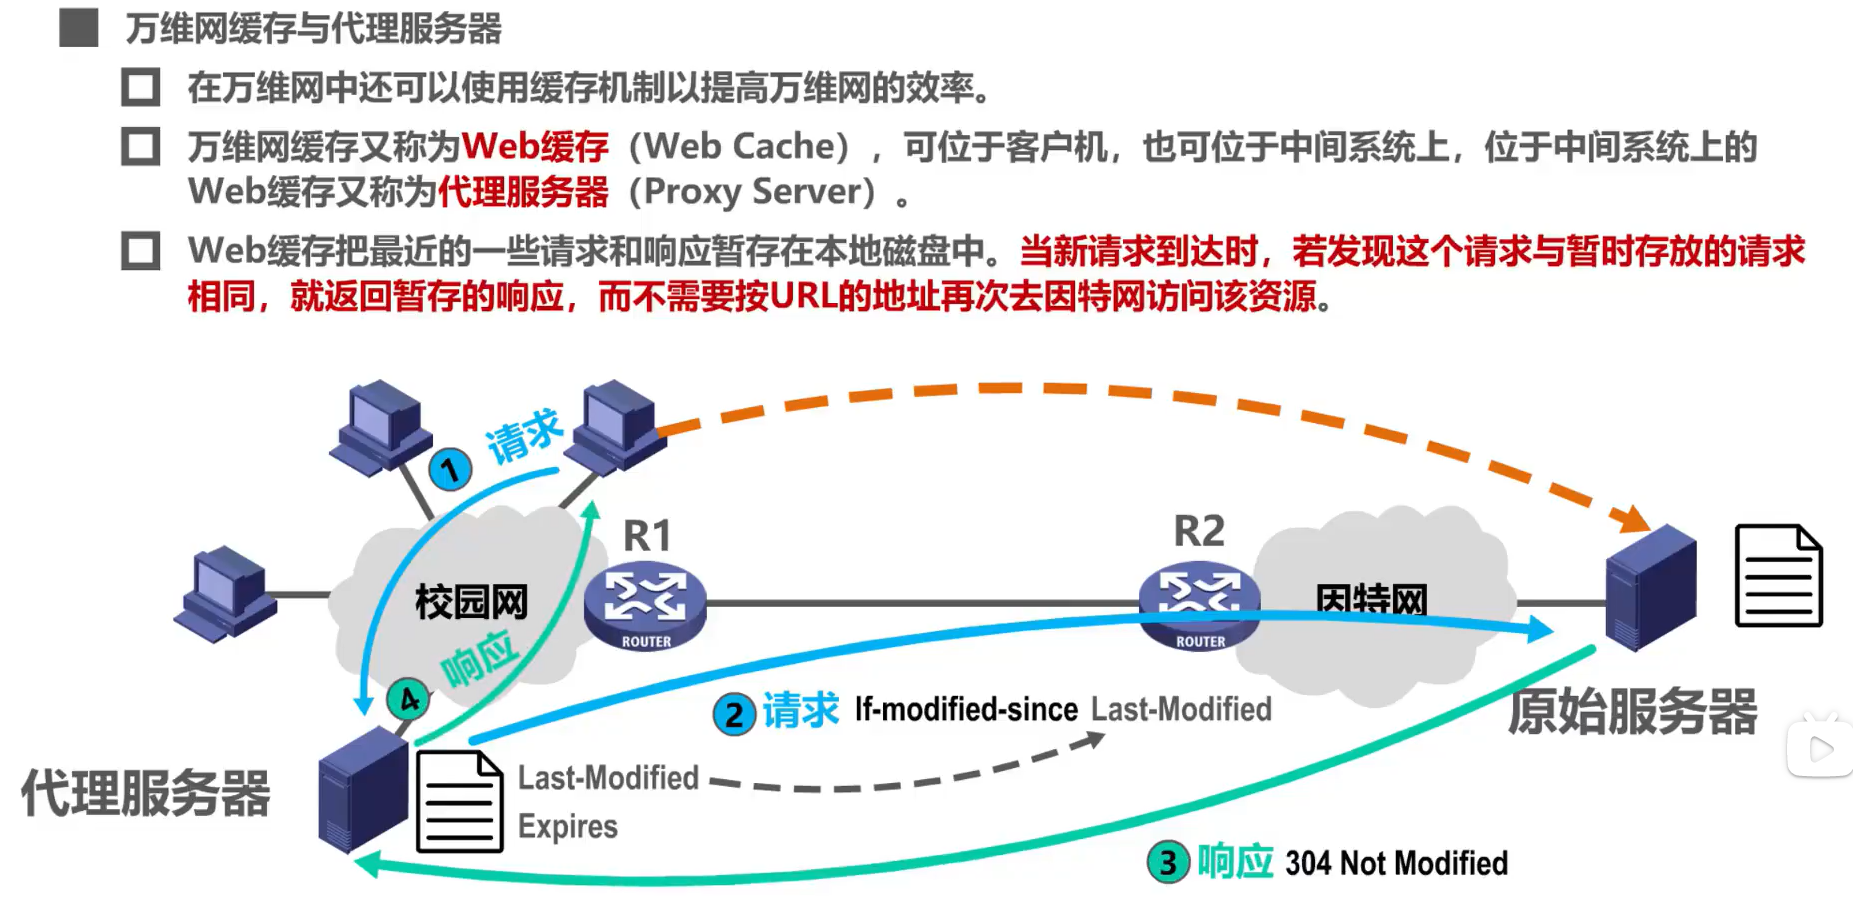 万维网缓存与代理服务器
在万维网中还可以使用缓存机制以提高万维网的效率。
万维网缓存又称为Web缓存（Web Cache），可位于客户机，也可位于中间系统上，位于中间系统上的
Web缓存又称为代理服务器（Proxy Server）。
Web缓存把最近的一些请求和响应暂存在本地磁盘中。当新请求到达时，若发现这个请求与暂时存放的请求
相同，就返回暂存的响应，而不需要按URL的地址再次去因特网访问该资源。
1 请求
R1
R2
校园网
因特网
ROUTER
ROUTER
4 响应
2 请求 If-modified-since Last-Modified
原始服务器
代理服务器
Last-Modified
Expires
3 响应 304 Not Modified